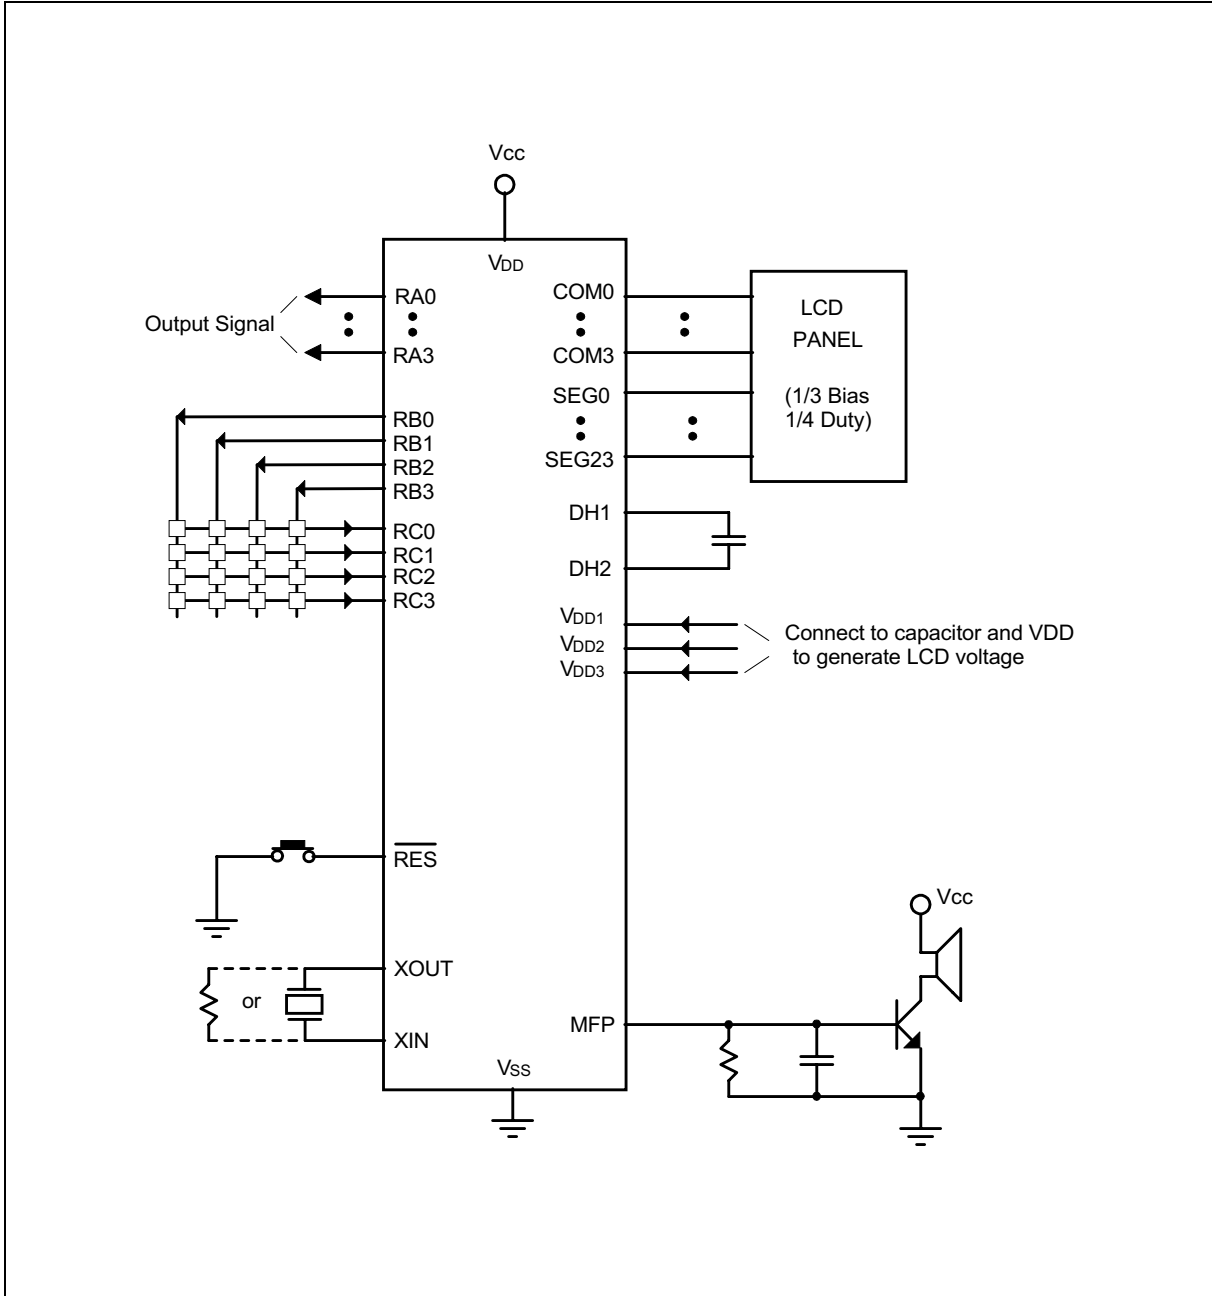 Vcc
VDD
RA0
Output Signal
RA3
RB0
RB1
RB2
RB3
RC0
RC1
RC2
RC3
RES
XOUT
or
XIN
VSS
COM0
COM3
SEG0
SEG23
LCD
PANEL
(1/3 Bias
1/4 Duty)
DH1
DH2
VDD1
VDD2
VDD3
Connect to capacitor and VDD
to generate LCD voltage
Vcc
MFP